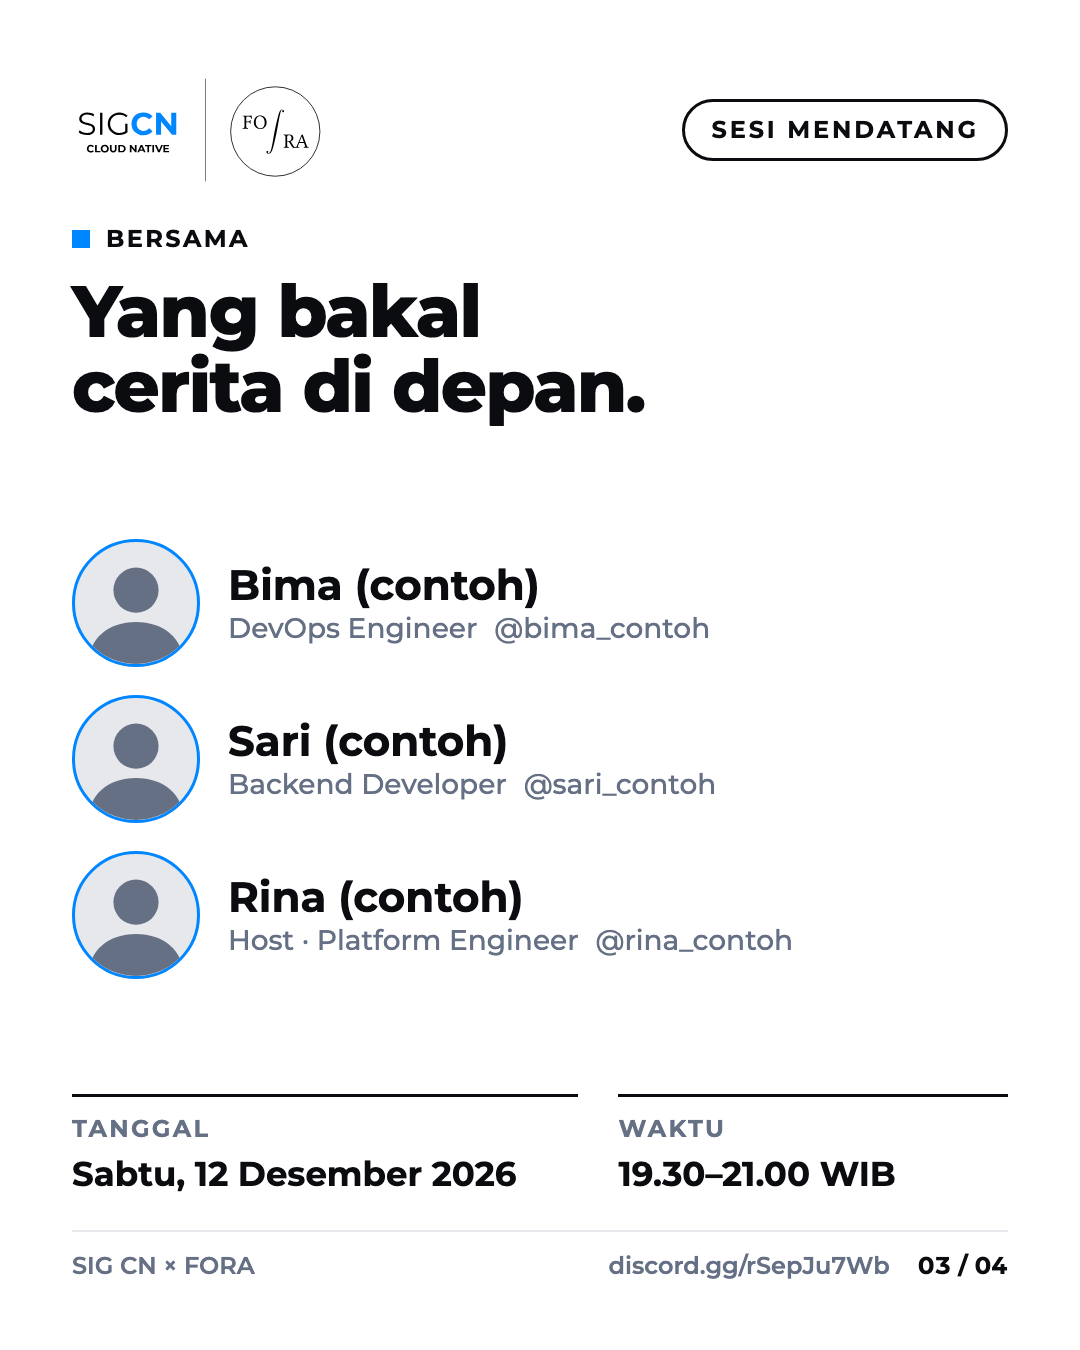 SIGCN
CLOUD NATIVE
FO RA
SESI MENDATANG
BERSAMA
Yang bakal
cerita di depan.
Bima (contoh)
DevOps Engineer @bima_contoh
Sari (contoh)
Backend Developer @sari_contoh
Rina (contoh)
Host · Platform Engineer @rina_contoh
TANGGAL
Sabtu, 12 Desember 2026
WAKTU
19.30–21.00 WIB
SIG CN × FORA
discord.gg/rSepJu7Wb
03 / 04